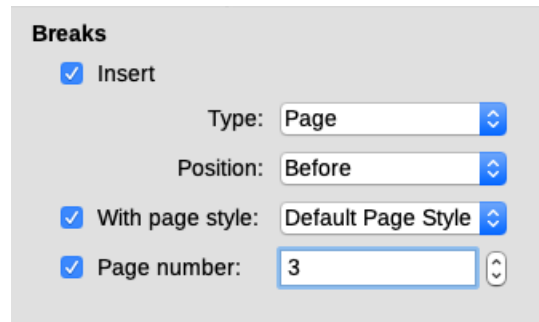 Breaks
Insert
Type: Page
Position: Before
With page style: Default Page Style
Page number: 3